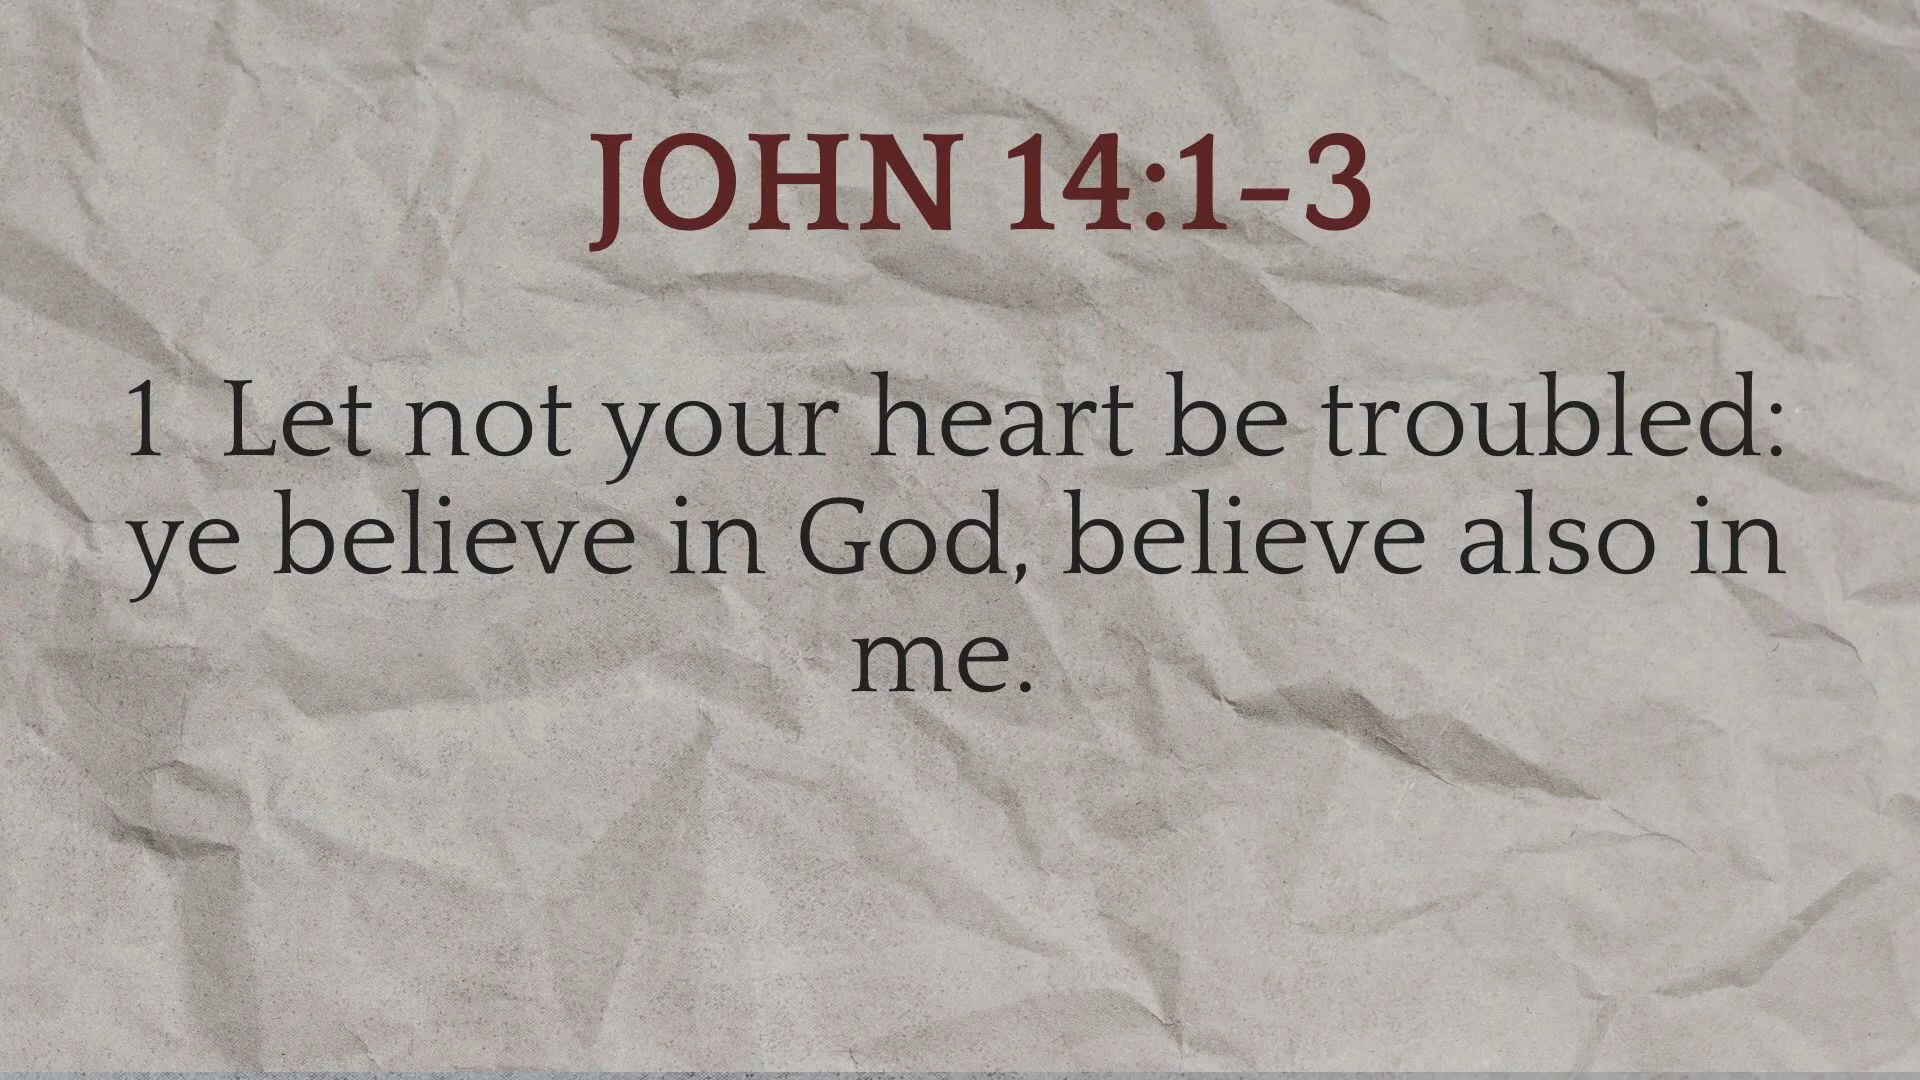 JOHN 14:1-3
1 Let not your heart be troubled:
ye believe in God, believe also in
me.